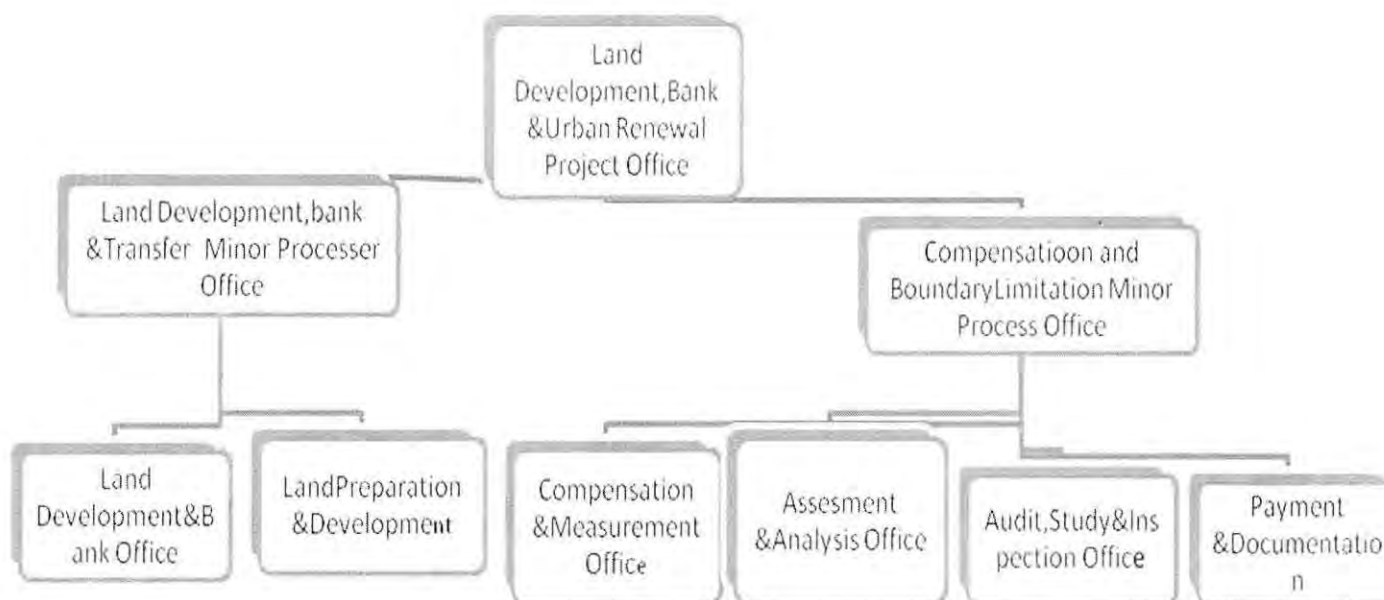 Land
Development,Bank
&Urban Renewal
Project Office
Land Development,bank
&Transfer Minor Processer
Office
Compensatioon and
BoundaryLimitation Minor
Process Office
Land
Development&B
ank Office
LandPreparation
&Development
Compensation
&Measurement
Office
Assesment
&Analysis Office
Audit,Study&Ins
pection Office
Payment
&Documentatio
n